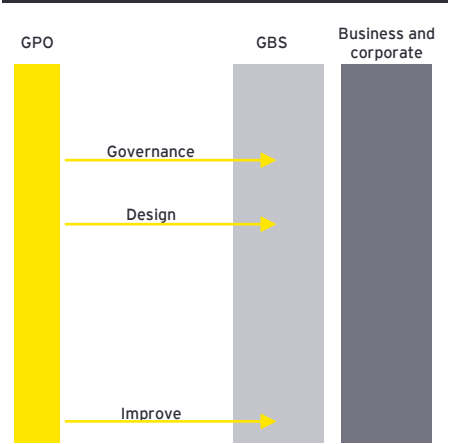 GPO
GBS
Business and
corporate
Governance
Design
Improve